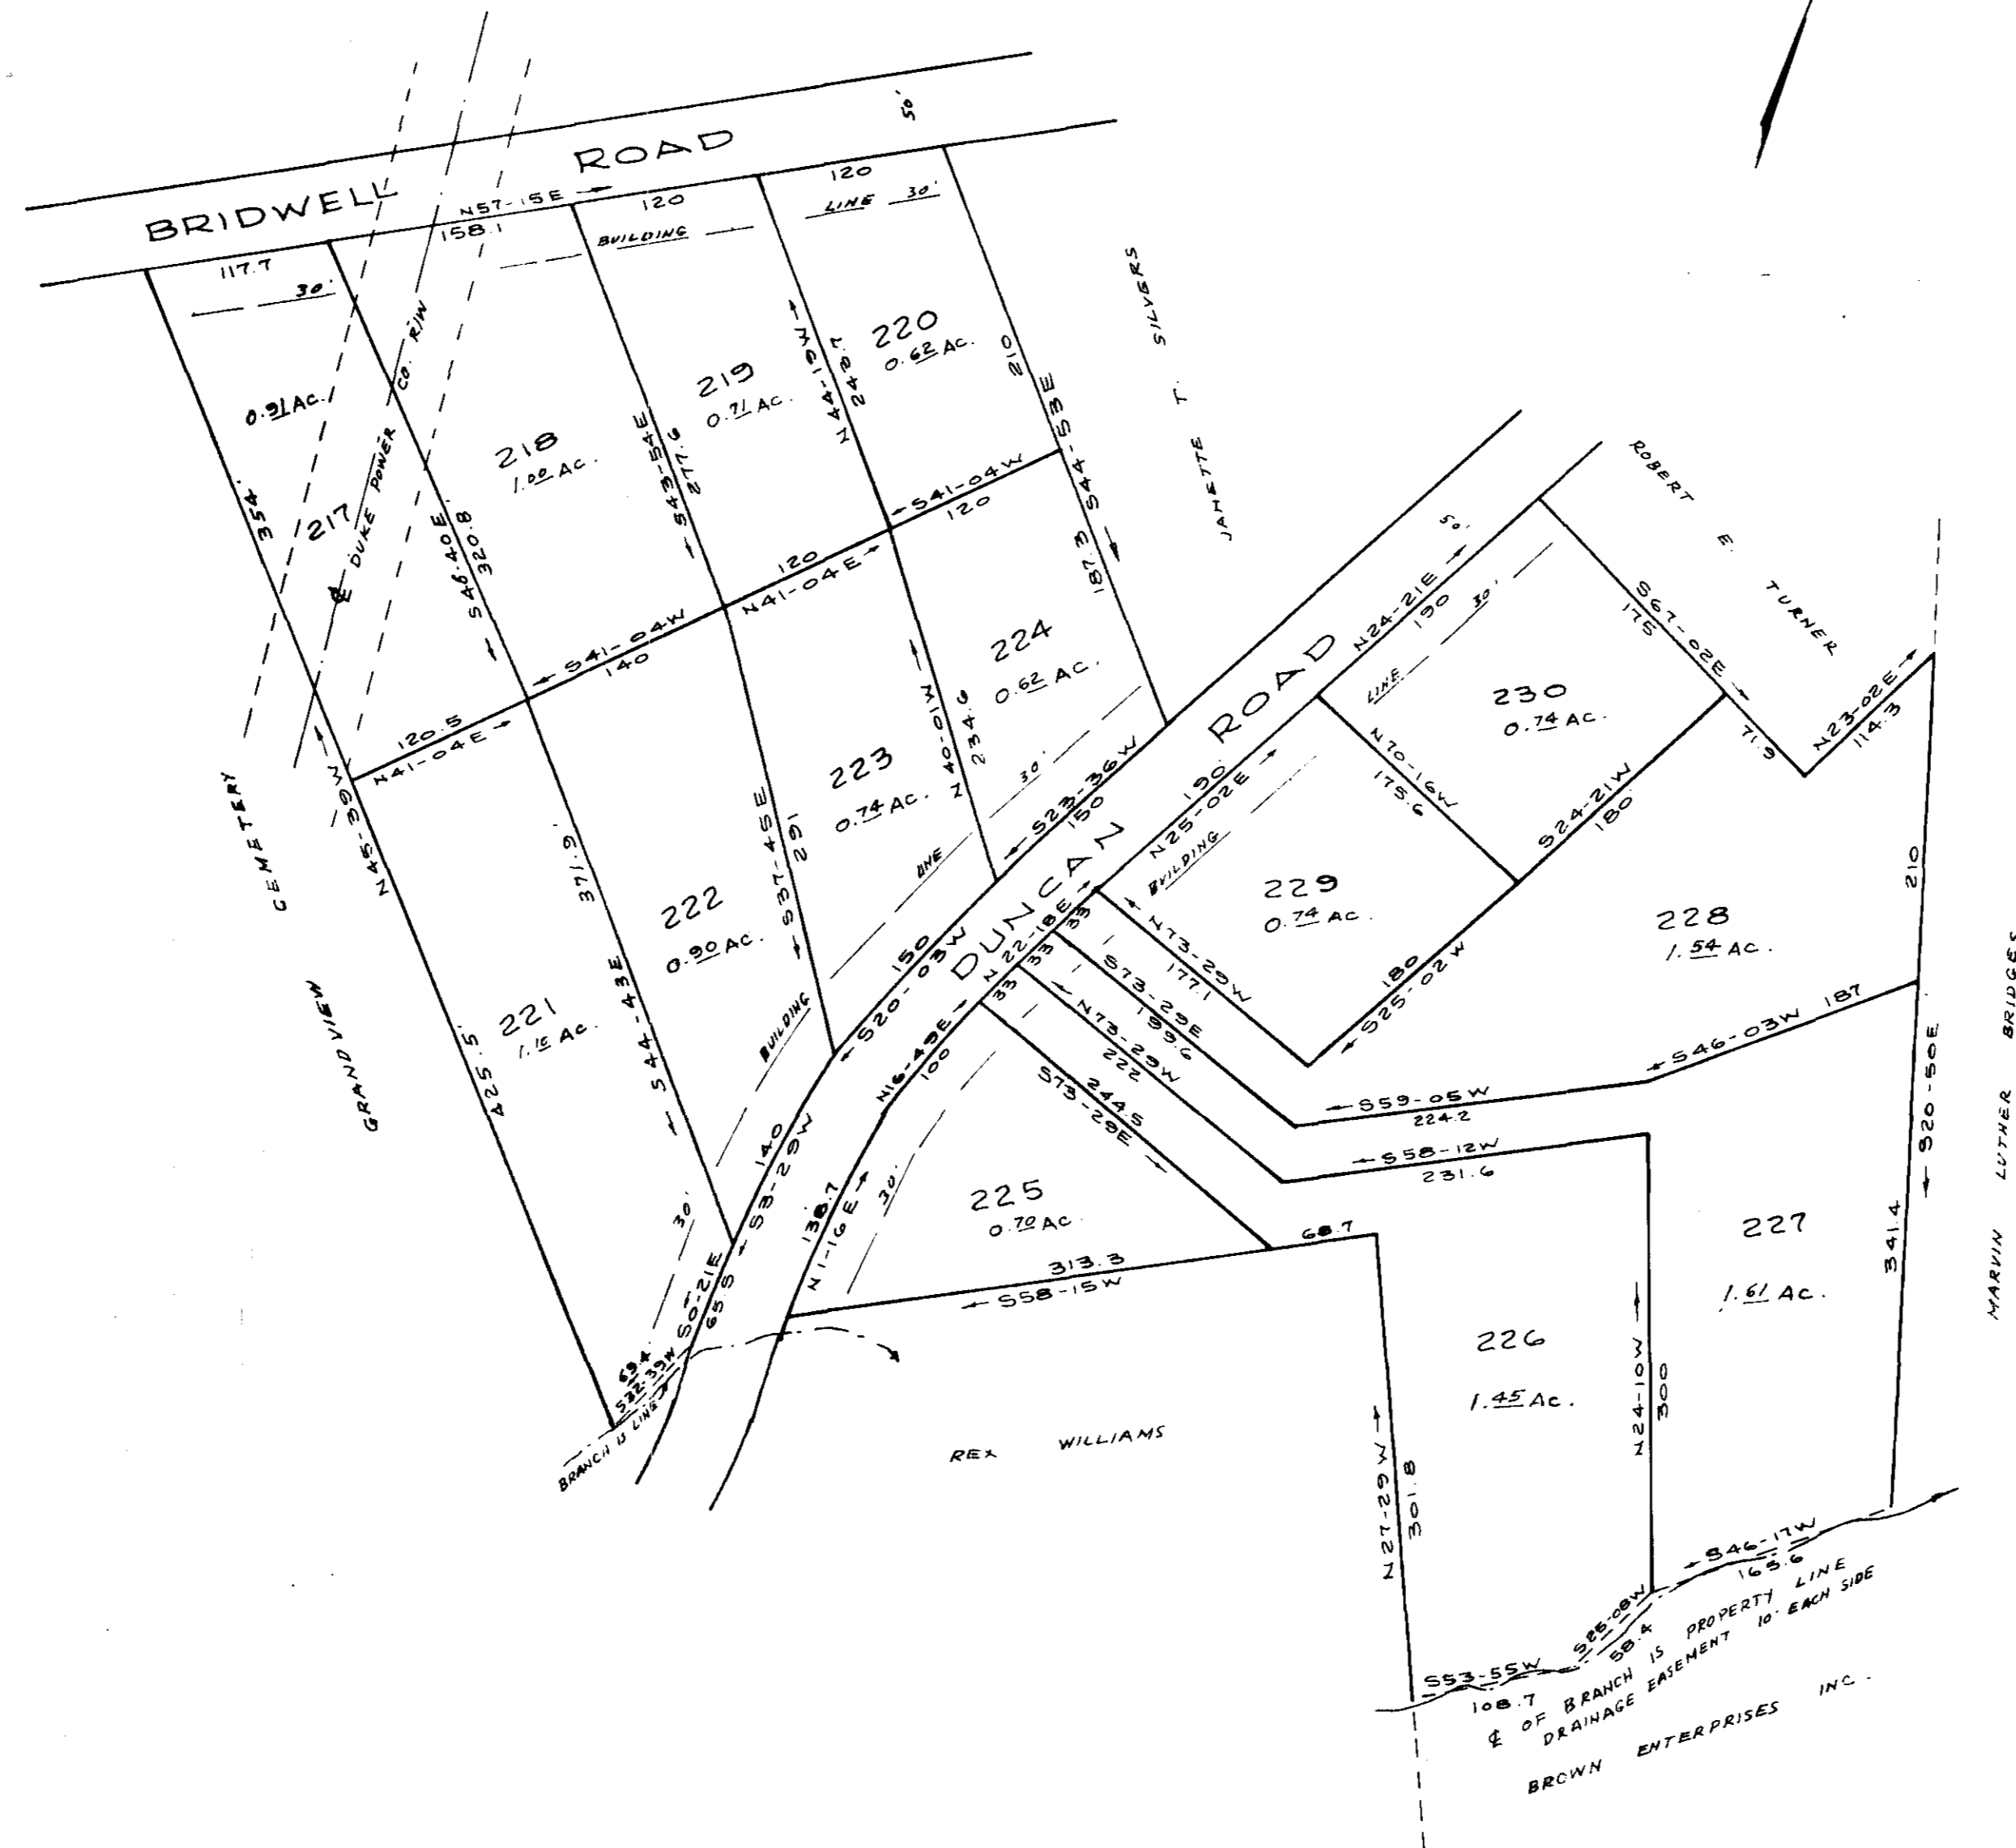 BRIDWELL ROAD
50'
N57-15E
117.7
158.1
120
120
30'
BUILDING LINE 30'
0.91 AC.
217
354'
℄ DUKE POWER CO. R/W
S46-40E
320.8
218
1.00 AC.
S43-54E
277.6
219
0.71 AC.
N44-19W
248.7
220
0.62 AC.
210
S44-53E
187.3
JANETTE T. SILVERS
S41-04W
120
120
N41-04E
S41-04W
140
120.5
N41-04E
N45-39W
425.5'
GRANDVIEW CEMETERY
221
1.10 AC.
371.9'
S44-43E
222
0.90 AC.
S37-45E
291
223
0.74 AC.
N40-01W
234.6
224
0.62 AC.
BUILDING LINE 30'
30'
S23-36W
150
150
S20-03W
140
S3-29W
S0-21E
65.5
69.4
S32-39W
BRANCH IS LINE
DUNCAN ROAD
50'
N24-21E
190
190
N25-02E
N22-18E
33
33
33
N16-49E
100
138.7
N1-16E
30'
BUILDING LINE 30'
ROBERT E. TURNER
S67-02E
175
71.9
N23-02E
114.3
230
0.74 AC.
N70-16W
175.6
S24-21W
180
229
0.74 AC.
N73-29W
177.1
180
S25-02W
228
1.54 AC.
210
S73-29E
199.6
N73-29W
222
S59-05W
224.2
S46-03W
187
S58-12W
231.6
244.5
S73-29E
225
0.70 AC.
313.3
S58-15W
68.7
227
1.61 AC.
341.4
S20-50E
MARVIN LUTHER BRIDGES
226
1.45 AC.
N24-10W
300
N27-29W
301.8
REX WILLIAMS
S46-17W
165.6
S25-08W
58.4
S53-55W
108.7
℄ OF BRANCH IS PROPERTY LINE
DRAINAGE EASEMENT 10' EACH SIDE
BROWN ENTERPRISES INC.